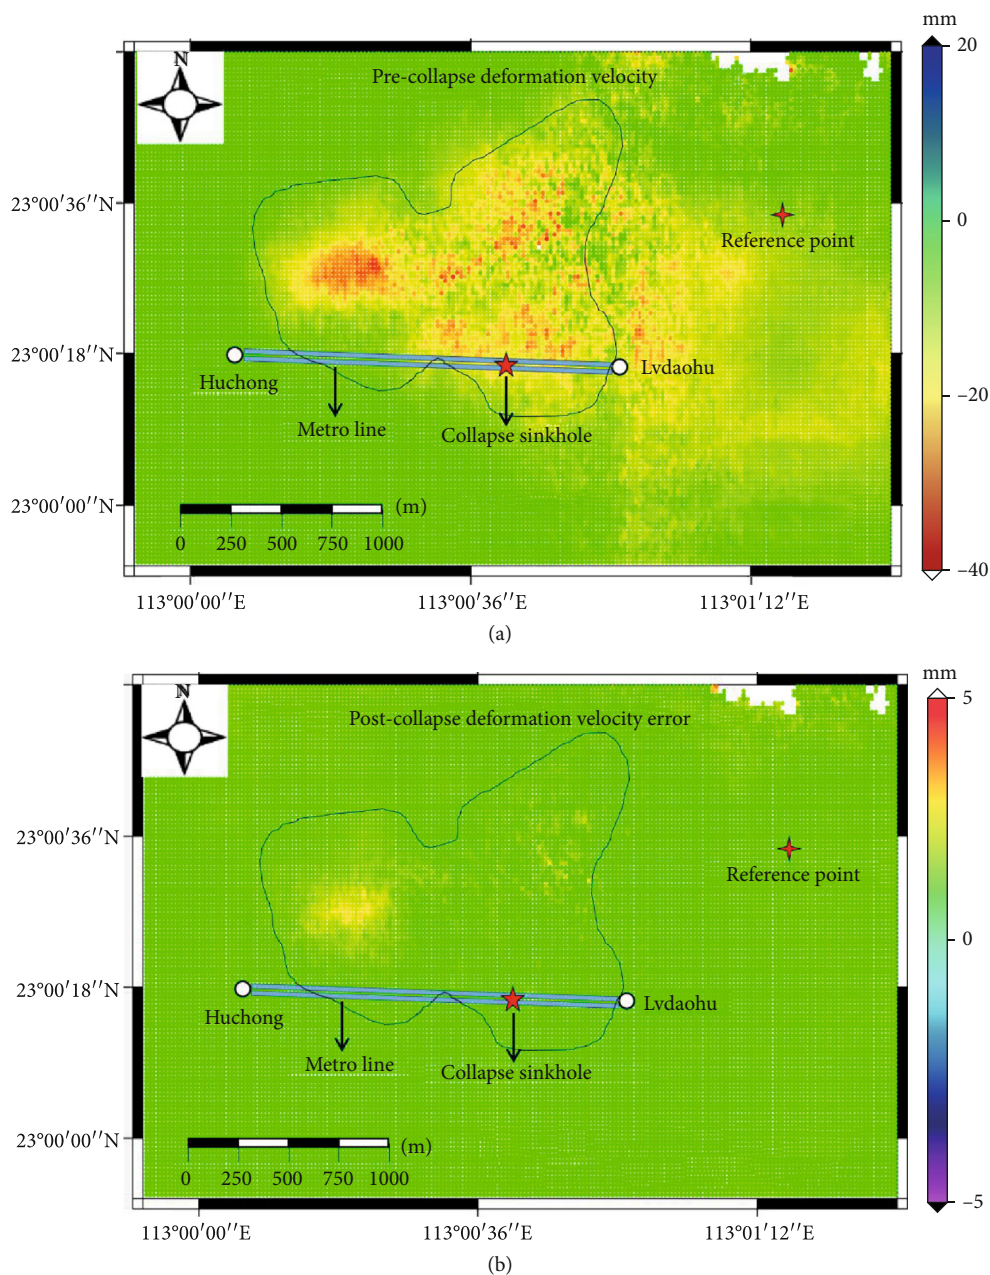 mm
20
N
Pre-collapse deformation velocity
23°00′36′′N
0
Reference point
23°00′18′′N
Huchong
Lvdaohu
−20
Metro line
Collapse sinkhole
23°00′00′′N
(m)
0 250 500 750 1000
−40
113°00′00′′E 113°00′36′′E 113°01′12′′E
(a)
mm
5
N
Post-collapse deformation velocity error
23°00′36′′N
Reference point
0
23°00′18′′N
Huchong
Lvdaohu
Metro line
Collapse sinkhole
23°00′00′′N
(m)
0 250 500 750 1000
−5
113°00′00′′E 113°00′36′′E 113°01′12′′E
(b)